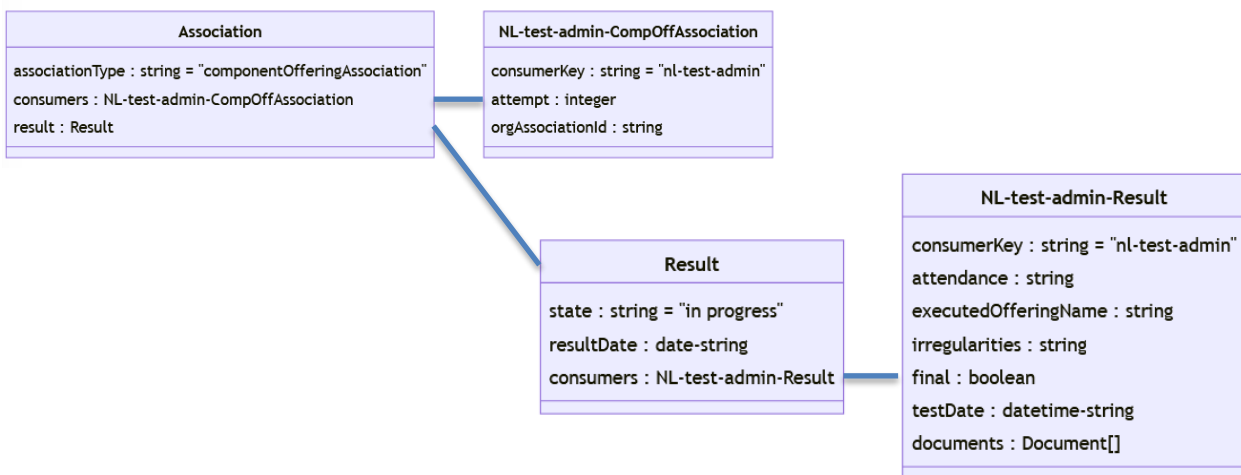 Association
associationType : string = "componentOfferingAssociation"
consumers : NL-test-admin-CompOffAssociation
result : Result
NL-test-admin-CompOffAssociation
consumerKey : string = "nl-test-admin"
attempt : integer
orgAssociationId : string
Result
state : string = "in progress"
resultDate : date-string
consumers : NL-test-admin-Result
NL-test-admin-Result
consumerKey : string = "nl-test-admin"
attendance : string
executedOfferingName : string
irregularities : string
final : boolean
testDate : datetime-string
documents : Document[]